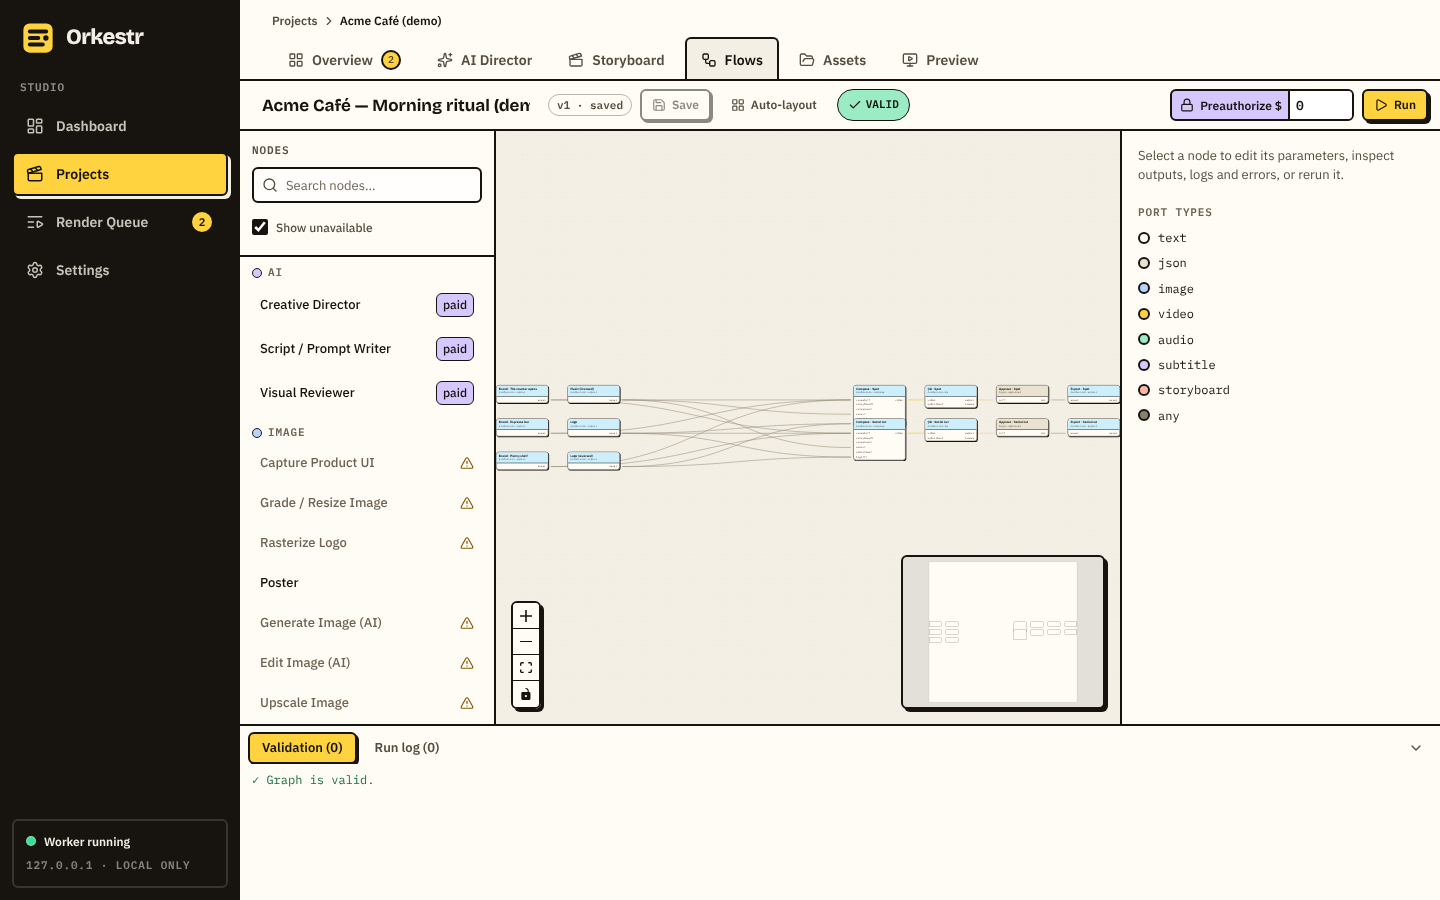 Orkestr
STUDIO
Dashboard
Projects
Render Queue 2
Settings
Worker running
127.0.0.1 · LOCAL ONLY
Projects > Acme Café (demo)
Overview 2
AI Director
Storyboard
Flows
Assets
Preview
Acme Café — Morning ritual (den
v1 · saved
Save
Auto-layout
VALID
Preauthorize $ 0
Run
NODES
Search nodes...
Show unavailable
AI
Creative Director paid
Script / Prompt Writer paid
Visual Reviewer paid
IMAGE
Capture Product UI
Grade / Resize Image
Rasterize Logo
Poster
Generate Image (AI)
Edit Image (AI)
Upscale Image
Select a node to edit its parameters, inspect
outputs, logs and errors, or rerun it.
PORT TYPES
text
json
image
video
audio
subtitle
storyboard
any
Validation (0)
Run log (0)
✓ Graph is valid.